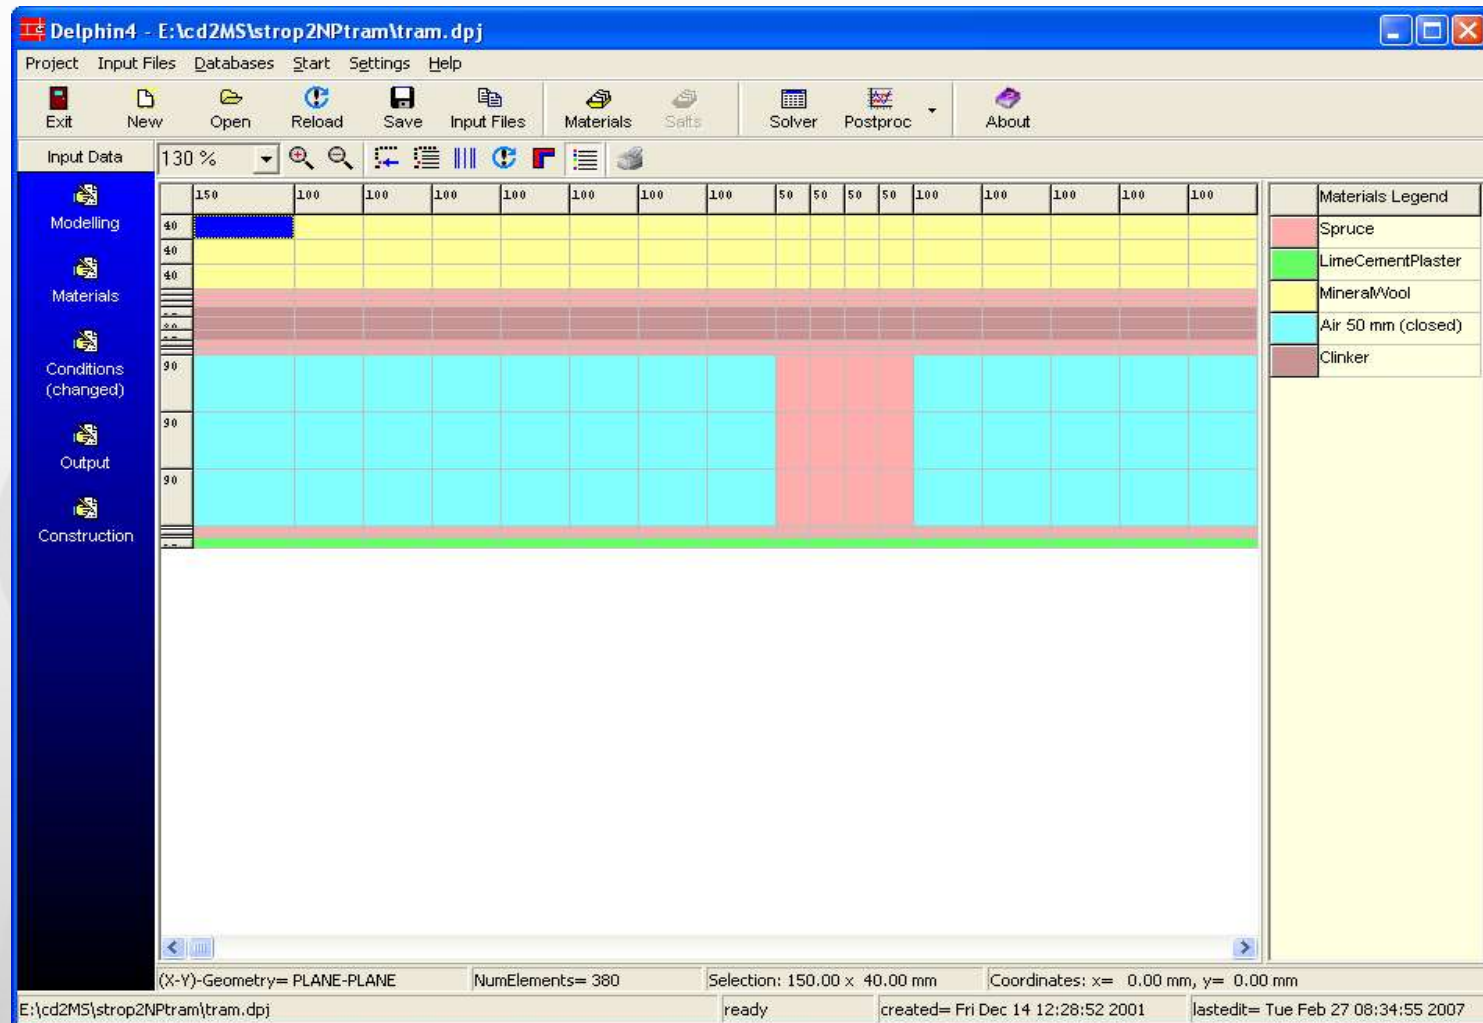 Delphin4 - E:\cd2MS\strop2NPtram\tram.dpj
Project Input Files Databases Start Settings Help
Exit New Open Reload Save Input Files Materials Salts Solver Postproc About
Input Data 130 %
150 100 100 100 100 100 100 100 50 50 50 50 100 100 100 100 100 Materials Legend
Modelling 40 Spruce
40 LimeCementPlaster
40 MineralWool
Materials Air 50 mm (closed)
Clinker
Conditions 90
(changed)
90
Output
90
Construction
(X-Y)-Geometry= PLANE-PLANE NumElements= 380 Selection: 150.00 x 40.00 mm Coordinates: x= 0.00 mm, y= 0.00 mm
E:\cd2MS\strop2NPtram\tram.dpj ready created= Fri Dec 14 12:28:52 2001 lastedit= Tue Feb 27 08:34:55 2007